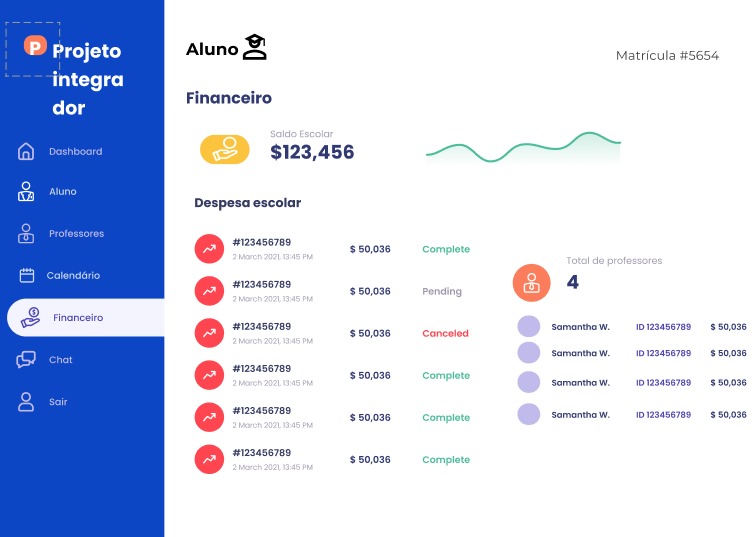 P
Projeto
integra
dor
Dashboard
Aluno
Professores
Calendário
Financeiro
Chat
Sair
Aluno
Matrícula #5654
Financeiro
Saldo Escolar
$123,456
Despesa escolar
#123456789
2 March 2021, 13:45 PM
$ 50,036
Complete
#123456789
2 March 2021, 13:45 PM
$ 50,036
Pending
#123456789
2 March 2021, 13:45 PM
$ 50,036
Canceled
#123456789
2 March 2021, 13:45 PM
$ 50,036
Complete
#123456789
2 March 2021, 13:45 PM
$ 50,036
Complete
#123456789
2 March 2021, 13:45 PM
$ 50,036
Complete
Total de professores
4
Samantha W. ID 123456789 $ 50,036
Samantha W. ID 123456789 $ 50,036
Samantha W. ID 123456789 $ 50,036
Samantha W. ID 123456789 $ 50,036